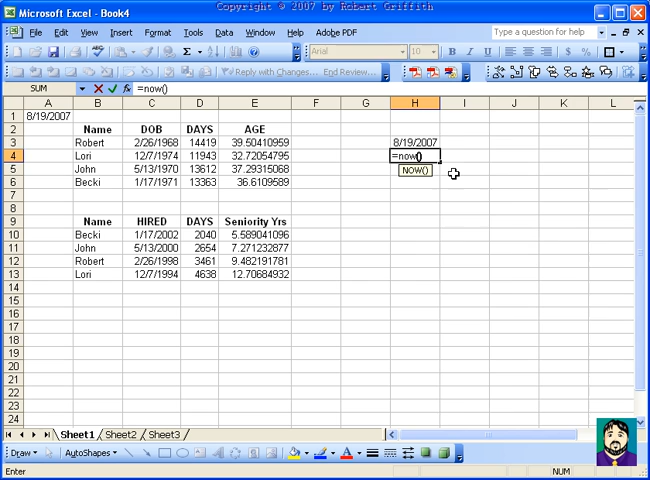 Copyright © 2007 by Robert Griffith
Microsoft Excel - Book4
File Edit View Insert Format Tools Data Window Help Adobe PDF
Type a question for help
Arial 10 B I U $ %
Reply with Changes... End Review...
SUM =now()
A B C D E F G H I J K L
1 8/19/2007
2 Name DOB DAYS AGE
3 Robert 2/26/1968 14419 39.50410959 8/19/2007
4 Lori 12/7/1974 11943 32.72054795 =now()
5 John 5/13/1970 13612 37.29315068 NOW()
6 Becki 1/17/1971 13363 36.6109589
7
8
9 Name HIRED DAYS Seniority Yrs
10 Becki 1/17/2002 2040 5.589041096
11 John 5/13/2000 2654 7.271232877
12 Robert 2/26/1998 3461 9.482191781
13 Lori 12/7/1994 4638 12.70684932
14
15
16
17
18
19
20
21
22
23
24
Sheet1 Sheet2 Sheet3
Draw AutoShapes
Enter NUM